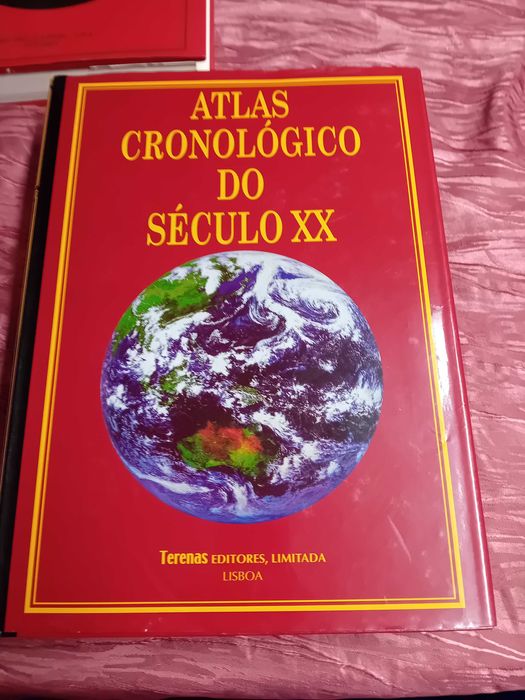 ATLAS
CRONOLÓGICO
DO
SÉCULO XX
Terenas EDITORES, LIMITADA
LISBOA